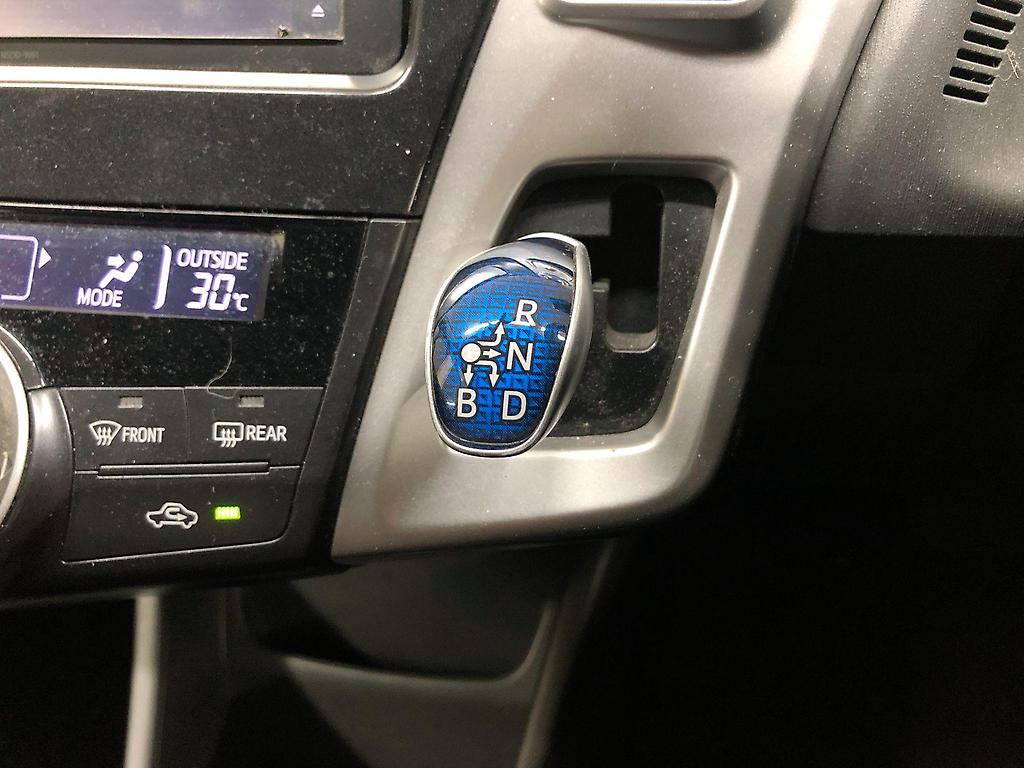 OUTSIDE
MODE 30℃
R
N
B D
FRONT REAR